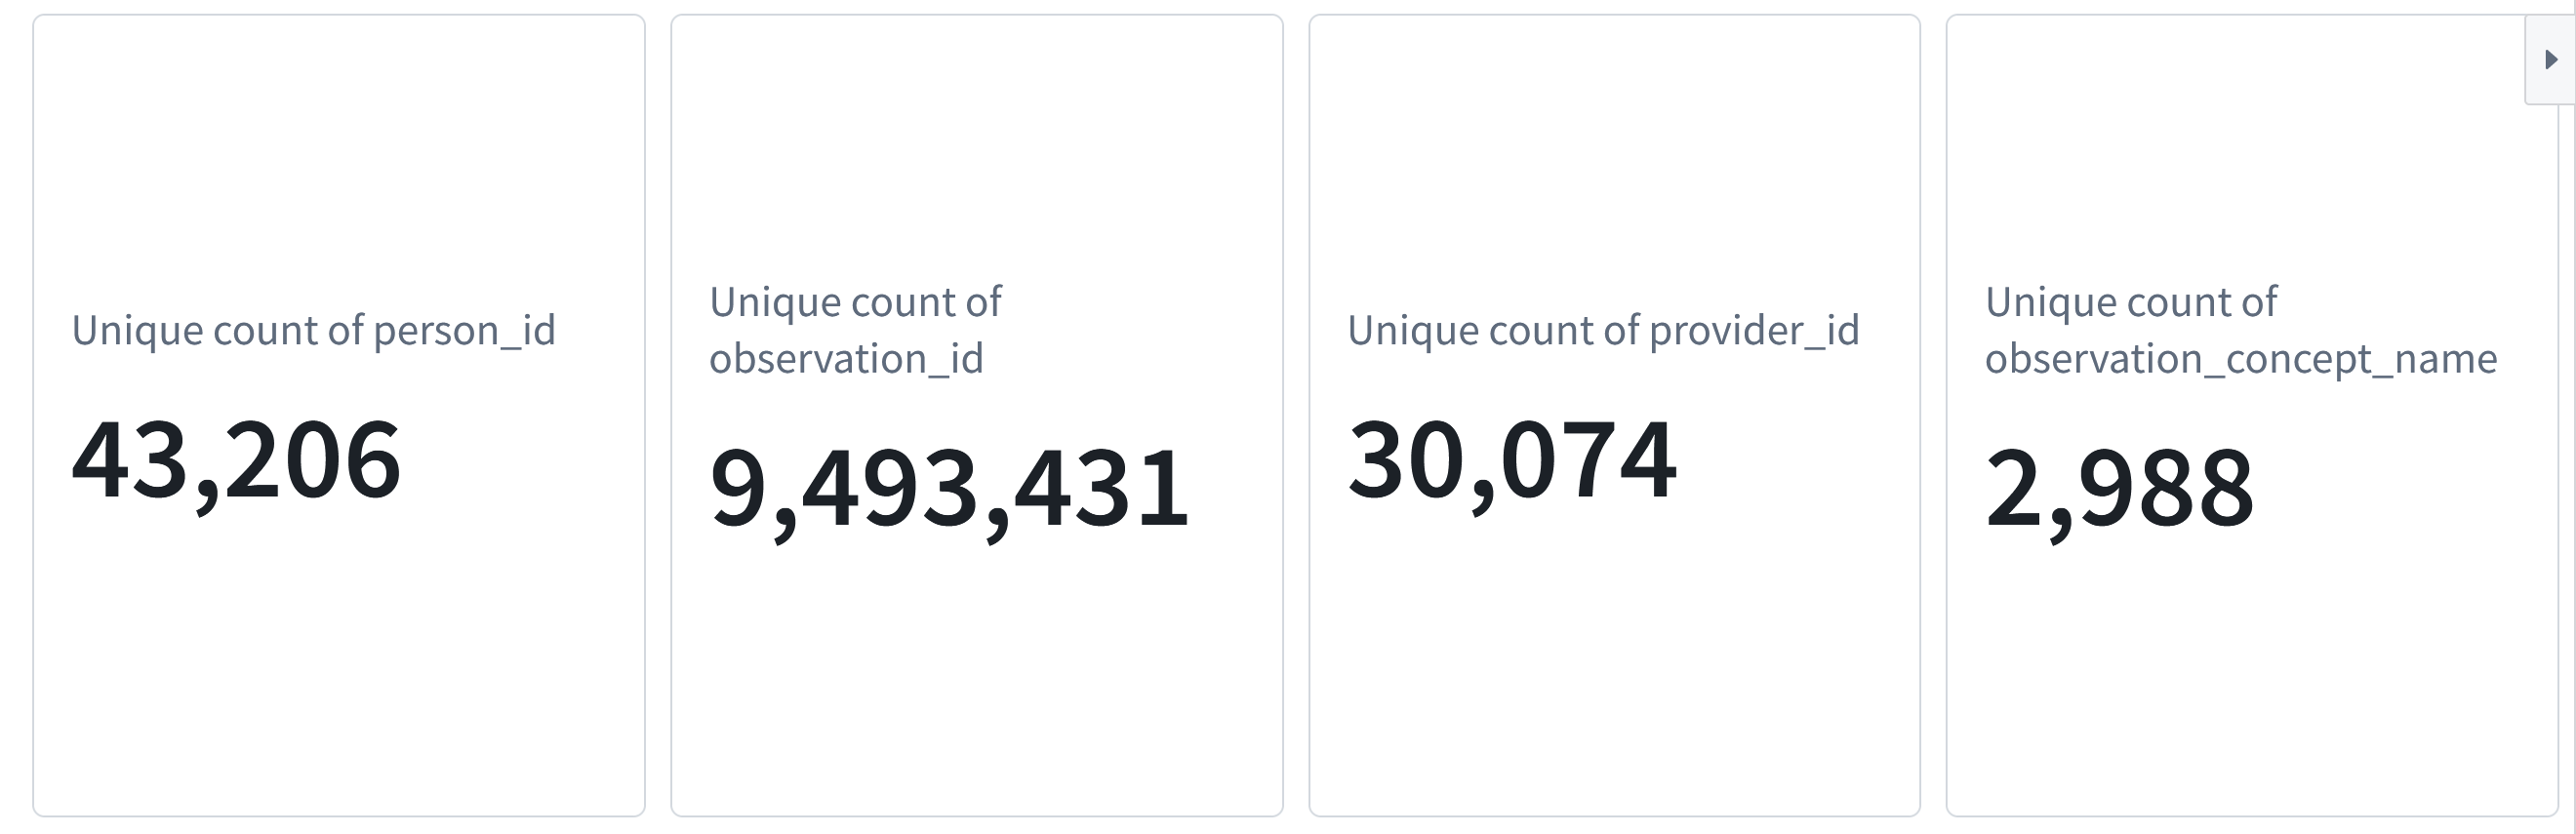 Unique count of person_id
43,206
Unique count of
observation_id
9,493,431
Unique count of provider_id
30,074
Unique count of
observation_concept_name
2,988